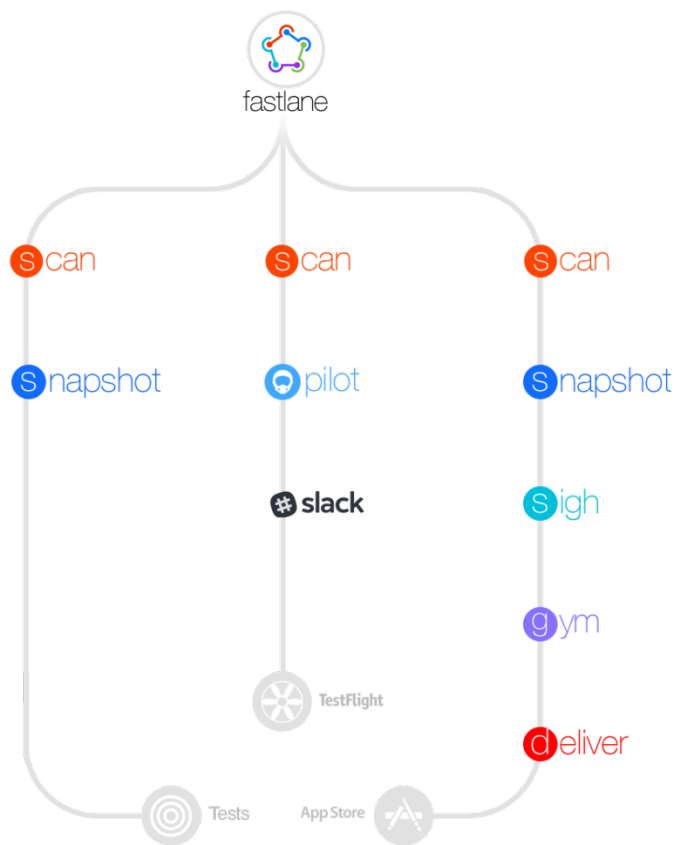 fastlane
scan
scan
scan
snapshot
pilot
snapshot
slack
sigh
gym
TestFlight
deliver
Tests
App Store